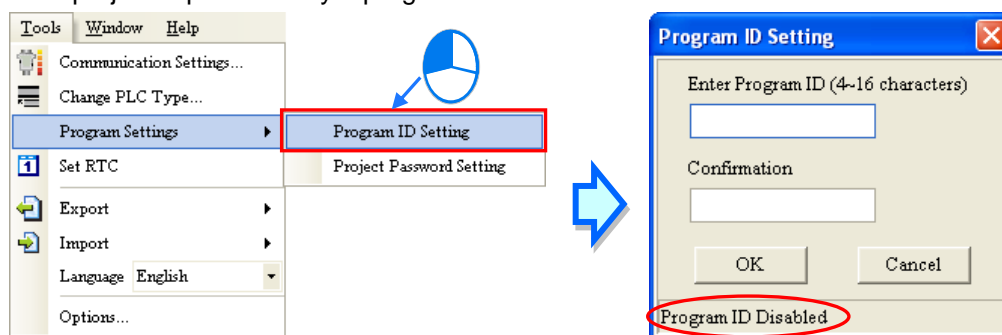 Tools Window Help
Communication Settings...
Change PLC Type...
Program Settings
Set RTC
Export
Import
Language English
Options...
Program ID Setting
Project Password Setting
Program ID Setting
Enter Program ID (4~16 characters)
Confirmation
OK Cancel
Program ID Disabled